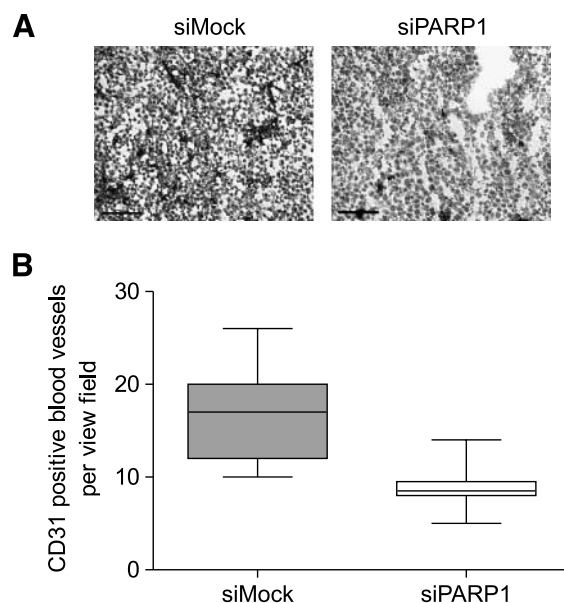 A
siMock
siPARP1
B
CD31 positive blood vessels
per view field
30
20
10
0
siMock
siPARP1